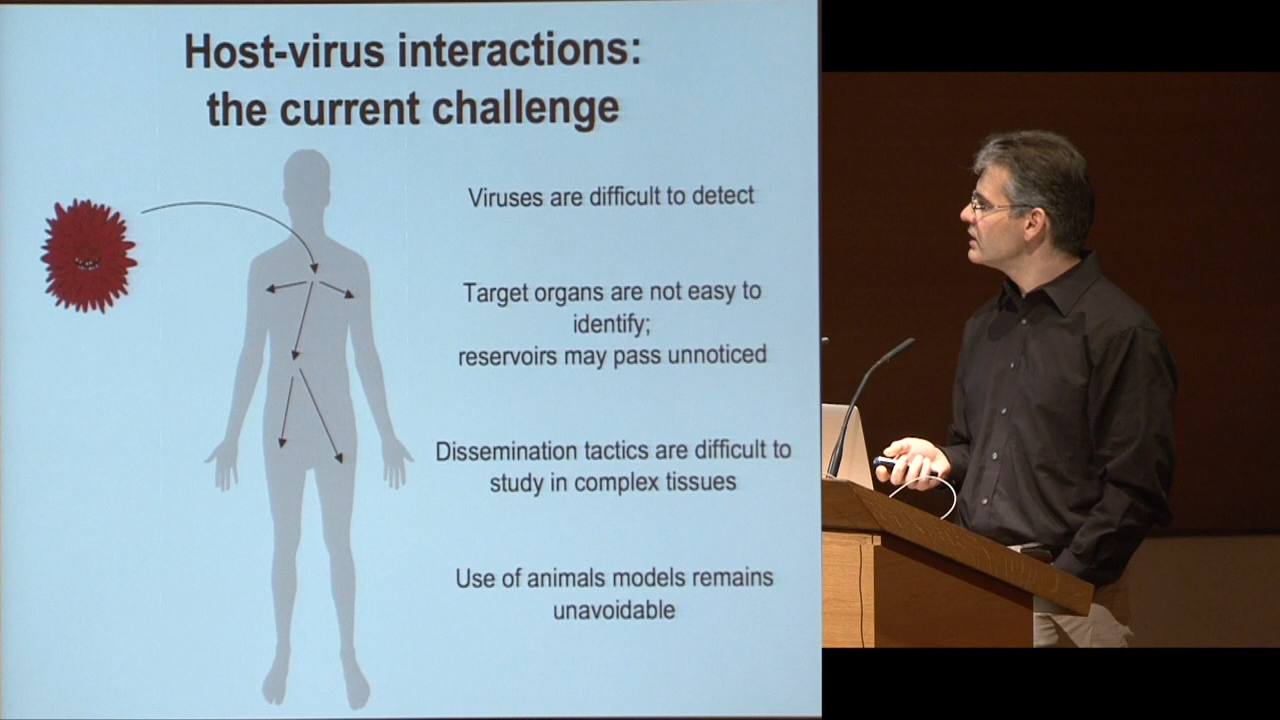 Host-virus interactions:
the current challenge
Viruses are difficult to detect
Target organs are not easy to
identify;
reservoirs may pass unnoticed
Dissemination tactics are difficult to
study in complex tissues
Use of animals models remains
unavoidable